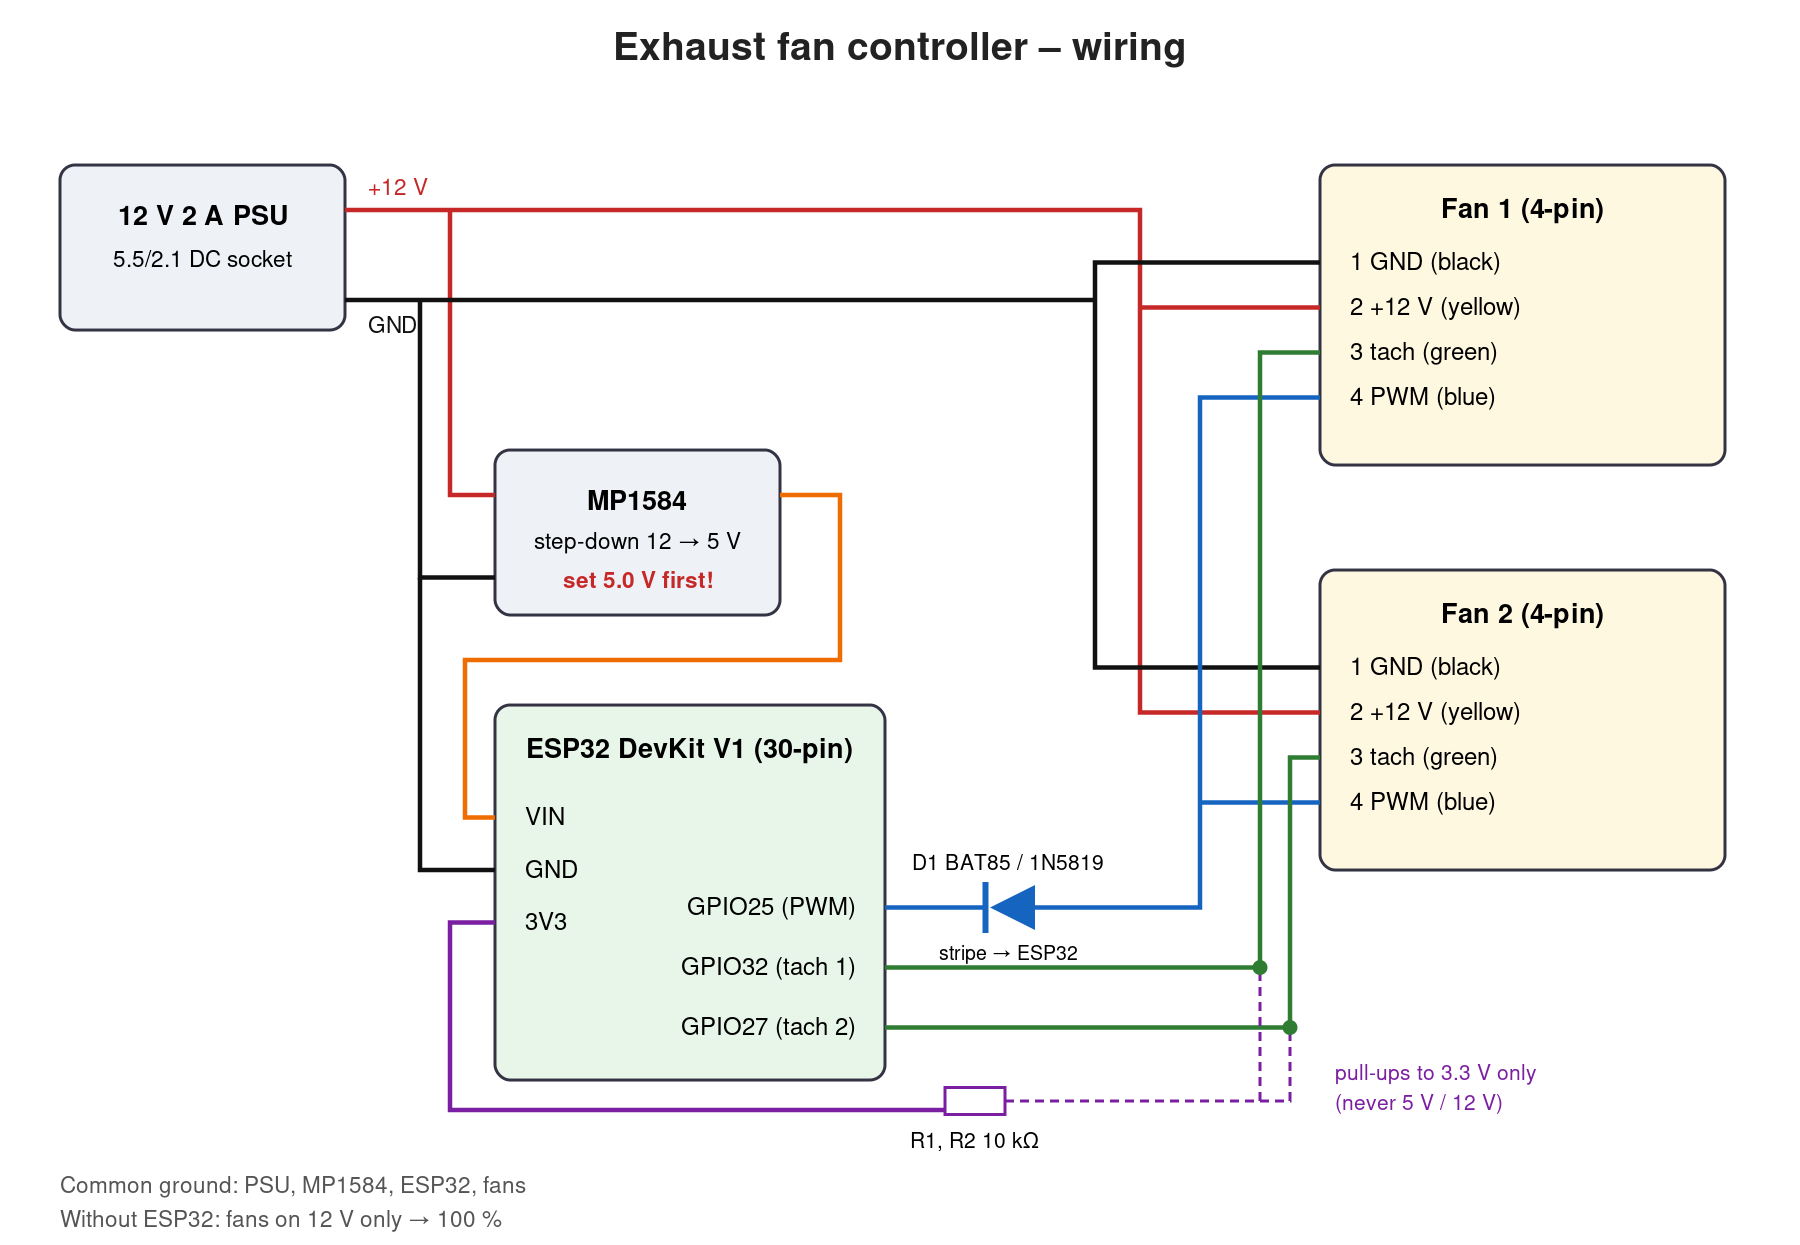 Exhaust fan controller – wiring
12 V 2 A PSU
5.5/2.1 DC socket
+12 V
GND
Fan 1 (4-pin)
1 GND (black)
2 +12 V (yellow)
3 tach (green)
4 PWM (blue)
MP1584
step-down 12 → 5 V
set 5.0 V first!
Fan 2 (4-pin)
1 GND (black)
2 +12 V (yellow)
3 tach (green)
4 PWM (blue)
ESP32 DevKit V1 (30-pin)
VIN
GND
3V3
GPIO25 (PWM)
GPIO32 (tach 1)
GPIO27 (tach 2)
D1 BAT85 / 1N5819
stripe → ESP32
pull-ups to 3.3 V only
(never 5 V / 12 V)
R1, R2 10 kΩ
Common ground: PSU, MP1584, ESP32, fans
Without ESP32: fans on 12 V only → 100 %